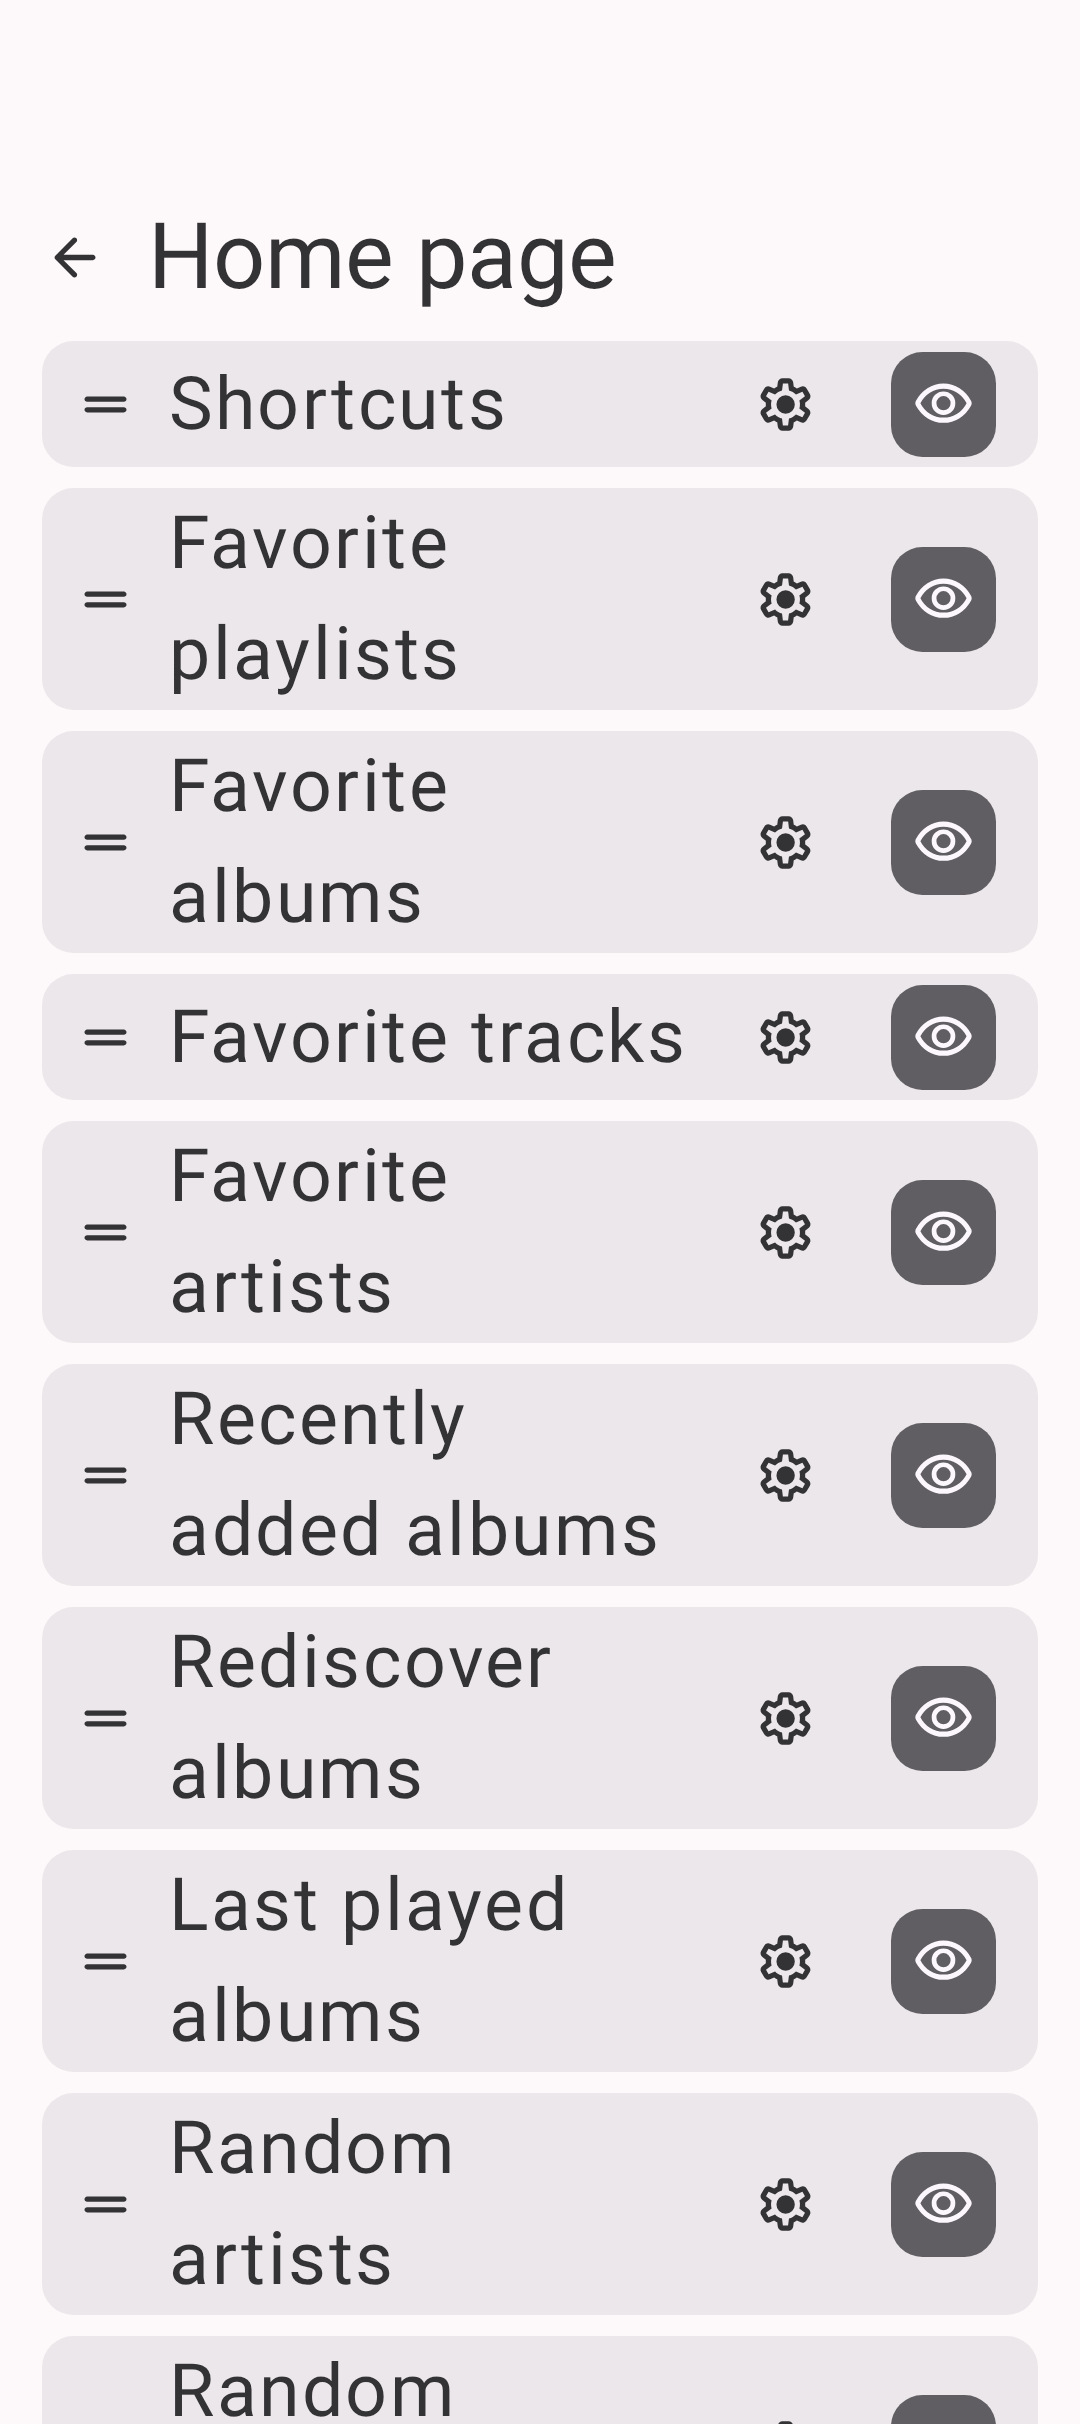 Home page
Shortcuts
Favorite
playlists
Favorite
albums
Favorite tracks
Favorite
artists
Recently
added albums
Rediscover
albums
Last played
albums
Random
artists
Random